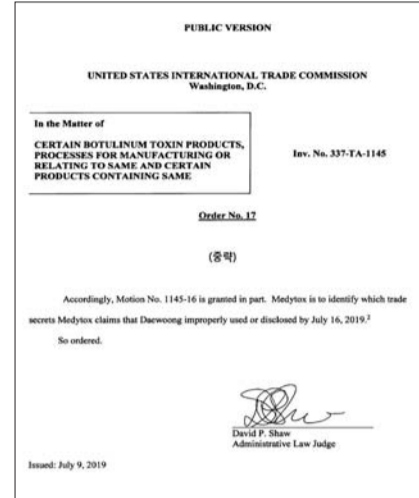 PUBLIC VERSION
UNITED STATES INTERNATIONAL TRADE COMMISSION
Washington, D.C.
In the Matter of
CERTAIN BOTULINUM TOXIN PRODUCTS,
PROCESSES FOR MANUFACTURING OR
RELATING TO SAME AND CERTAIN
PRODUCTS CONTAINING SAME
Inv. No. 337-TA-1145
Order No. 17
(중략)
Accordingly, Motion No. 1145-16 is granted in part. Medytox is to identify which trade
secrets Medytox claims that Daewoong improperly used or disclosed by July 16, 2019.²
So ordered.
David P. Shaw
Administrative Law Judge
Issued: July 9, 2019